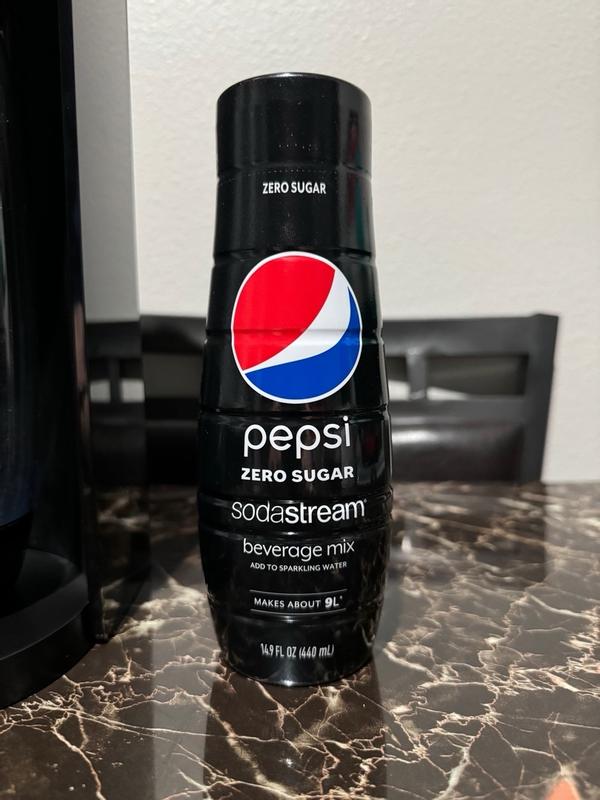 ZERO SUGAR
pepsi
ZERO SUGAR
sodastream®
beverage mix
ADD TO SPARKLING WATER
MAKES ABOUT 9L*
14.9 FL OZ (440 mL)